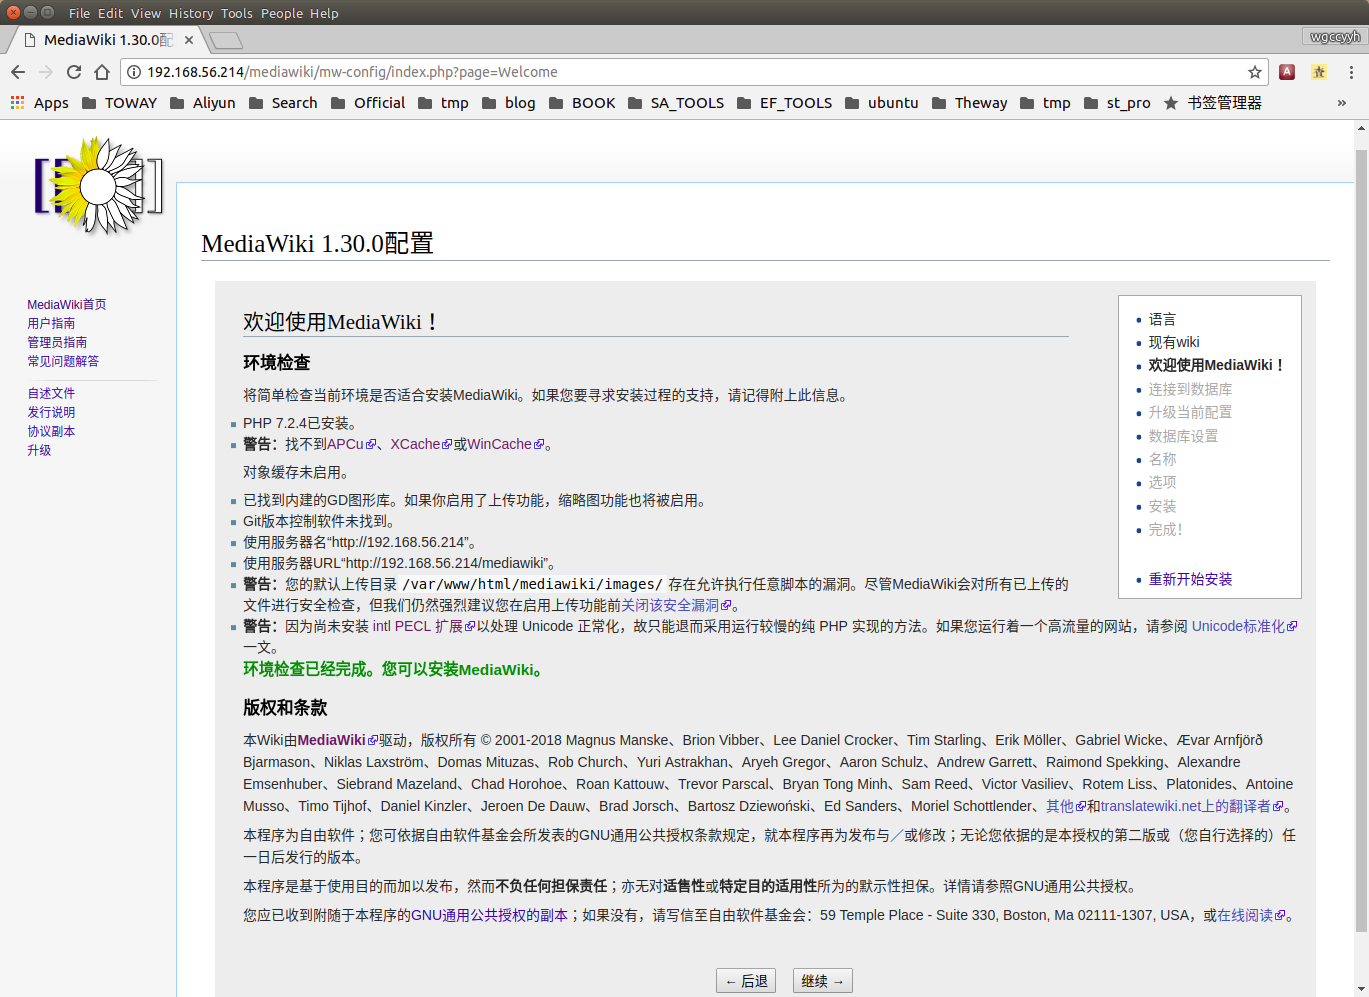 File Edit View History Tools People Help
MediaWiki 1.30.0配
wgccyyh
192.168.56.214/mediawiki/mw-config/index.php?page=Welcome
Apps TOWAY Aliyun Search Official tmp blog BOOK SA_TOOLS EF_TOOLS ubuntu Theway tmp st_pro 书签管理器 »
MediaWiki 1.30.0配置
MediaWiki首页
用户指南
管理员指南
常见问题解答
自述文件
发行说明
协议副本
升级
欢迎使用MediaWiki！
环境检查
将简单检查当前环境是否适合安装MediaWiki。如果您要寻求安装过程的支持，请记得附上此信息。
PHP 7.2.4已安装。
警告：找不到APCu、XCache或WinCache。
对象缓存未启用。
已找到内建的GD图形库。如果你启用了上传功能，缩略图功能也将被启用。
Git版本控制软件未找到。
使用服务器名“http://192.168.56.214”。
使用服务器URL“http://192.168.56.214/mediawiki”。
警告：您的默认上传目录 /var/www/html/mediawiki/images/ 存在允许执行任意脚本的漏洞。尽管MediaWiki会对所有已上传的
文件进行安全检查，但我们仍然强烈建议您在启用上传功能前关闭该安全漏洞。
警告：因为尚未安装 intl PECL 扩展以处理 Unicode 正常化，故只能退而采用运行较慢的纯 PHP 实现的方法。如果您运行着一个高流量的网站，请参阅 Unicode标准化
一文。
环境检查已经完成。您可以安装MediaWiki。
版权和条款
本Wiki由MediaWiki驱动，版权所有 © 2001-2018 Magnus Manske、Brion Vibber、Lee Daniel Crocker、Tim Starling、Erik Möller、Gabriel Wicke、Ævar Arnfjörð
Bjarmason、Niklas Laxström、Domas Mituzas、Rob Church、Yuri Astrakhan、Aryeh Gregor、Aaron Schulz、Andrew Garrett、Raimond Spekking、Alexandre
Emsenhuber、Siebrand Mazeland、Chad Horohoe、Roan Kattouw、Trevor Parscal、Bryan Tong Minh、Sam Reed、Victor Vasiliev、Rotem Liss、Platonides、Antoine
Musso、Timo Tijhof、Daniel Kinzler、Jeroen De Dauw、Brad Jorsch、Bartosz Dziewoński、Ed Sanders、Moriel Schottlender、其他和translatewiki.net上的翻译者。
本程序为自由软件；您可依据自由软件基金会所发表的GNU通用公共授权条款规定，就本程序再为发布与／或修改；无论您依据的是本授权的第二版或（您自行选择的）任
一日后发行的版本。
本程序是基于使用目的而加以发布，然而不负任何担保责任；亦无对适售性或特定目的适用性所为的默示性担保。详情请参照GNU通用公共授权。
您应已收到附随于本程序的GNU通用公共授权的副本；如果没有，请写信至自由软件基金会：59 Temple Place - Suite 330, Boston, Ma 02111-1307, USA，或在线阅读。
← 后退 继续 →
语言
现有wiki
欢迎使用MediaWiki！
连接到数据库
升级当前配置
数据库设置
名称
选项
安装
完成！
重新开始安装